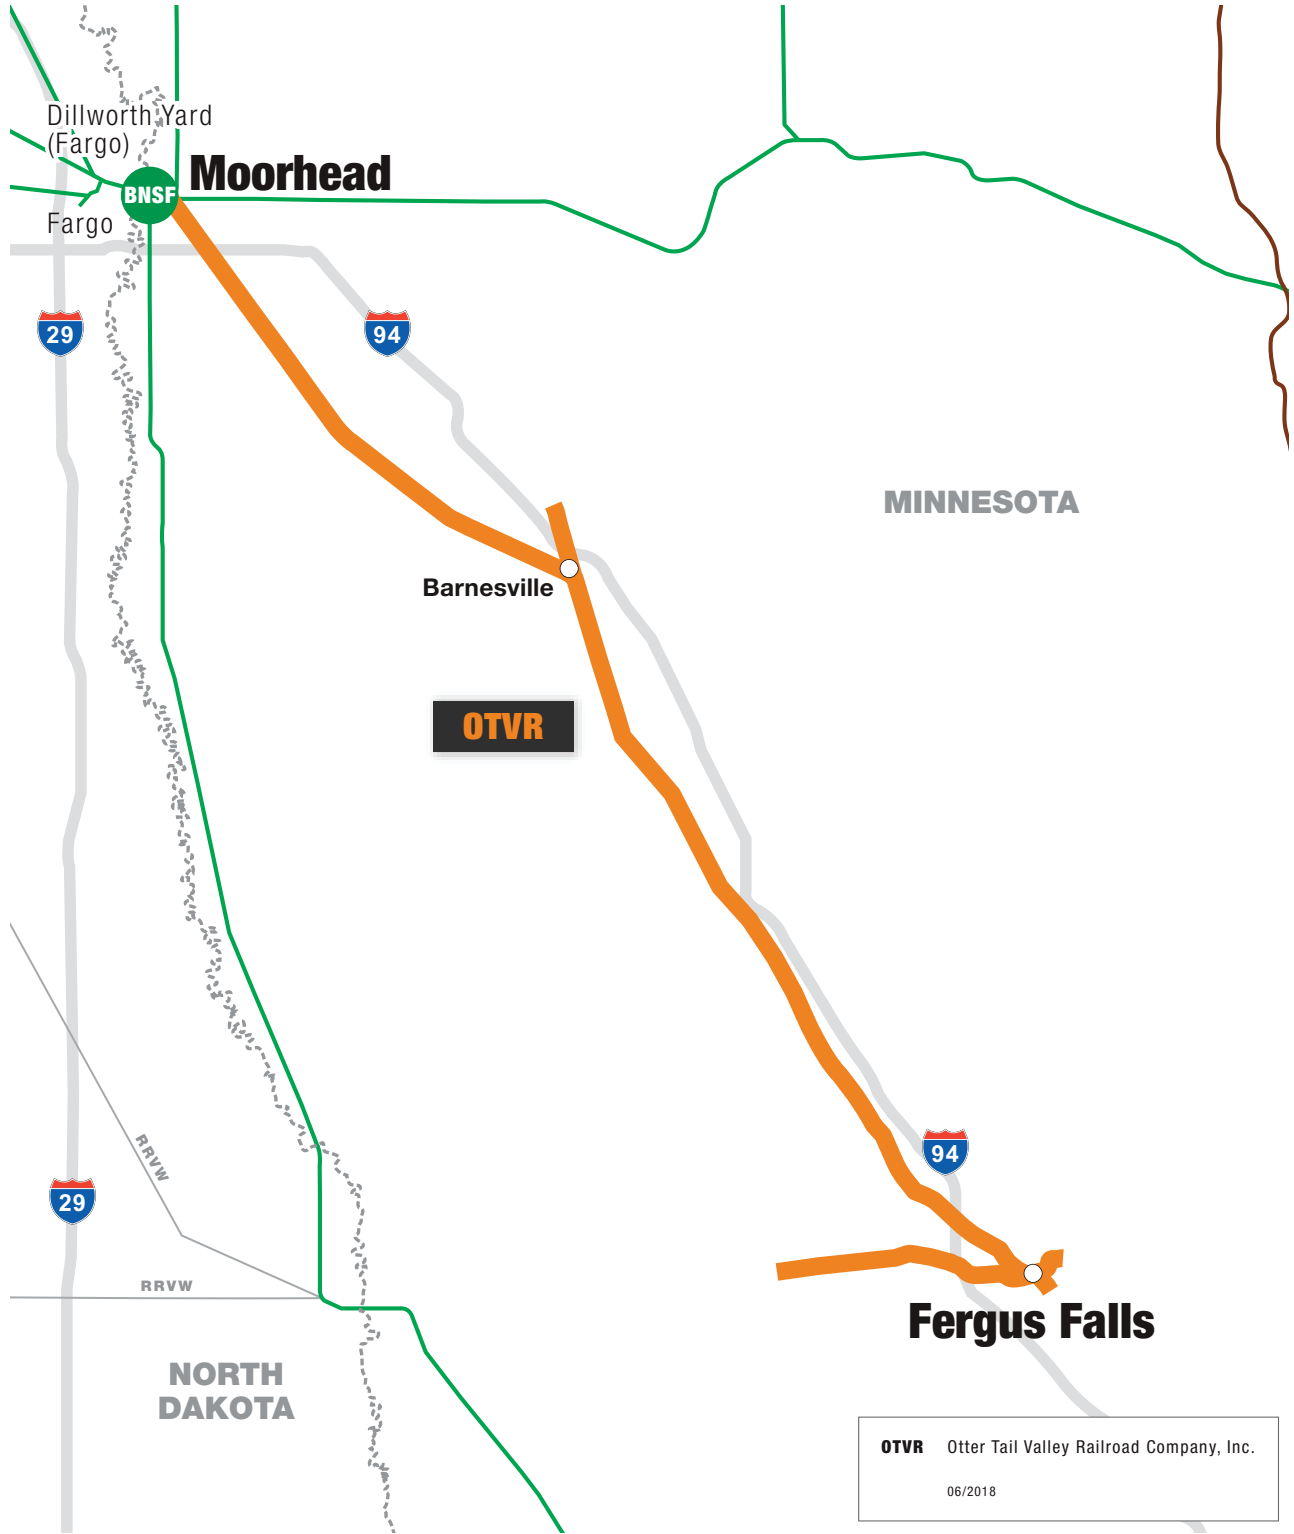 Dillworth Yard
(Fargo)
Moorhead
BNSF
Fargo
29
94
MINNESOTA
Barnesville
OTVR
94
RRVW
29
RRVW
Fergus Falls
NORTH
DAKOTA
OTVR Otter Tail Valley Railroad Company, Inc.
06/2018